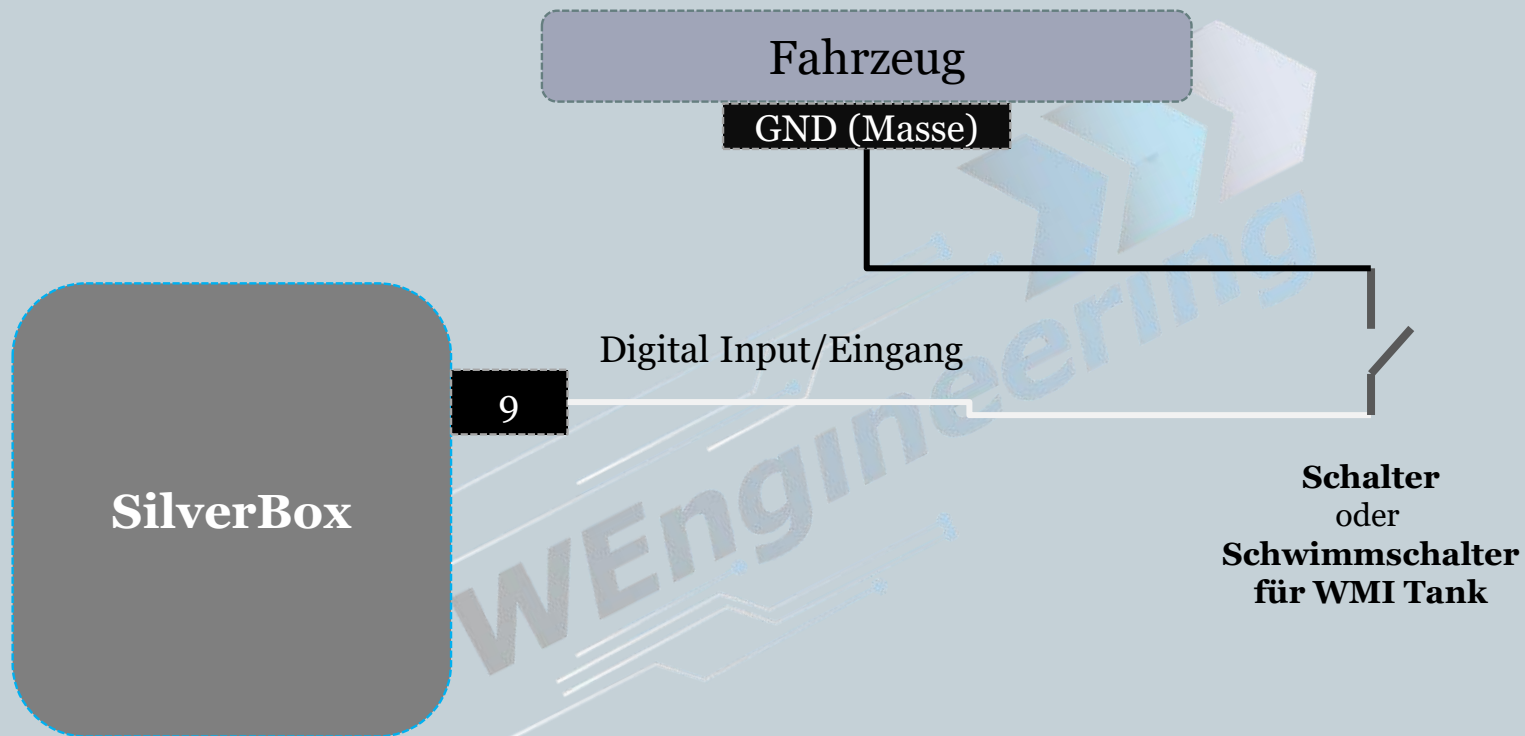 Fahrzeug
GND (Masse)
Digital Input/Eingang
9
SilverBox
Schalter
oder
Schwimmschalter
für WMI Tank
WEngineering